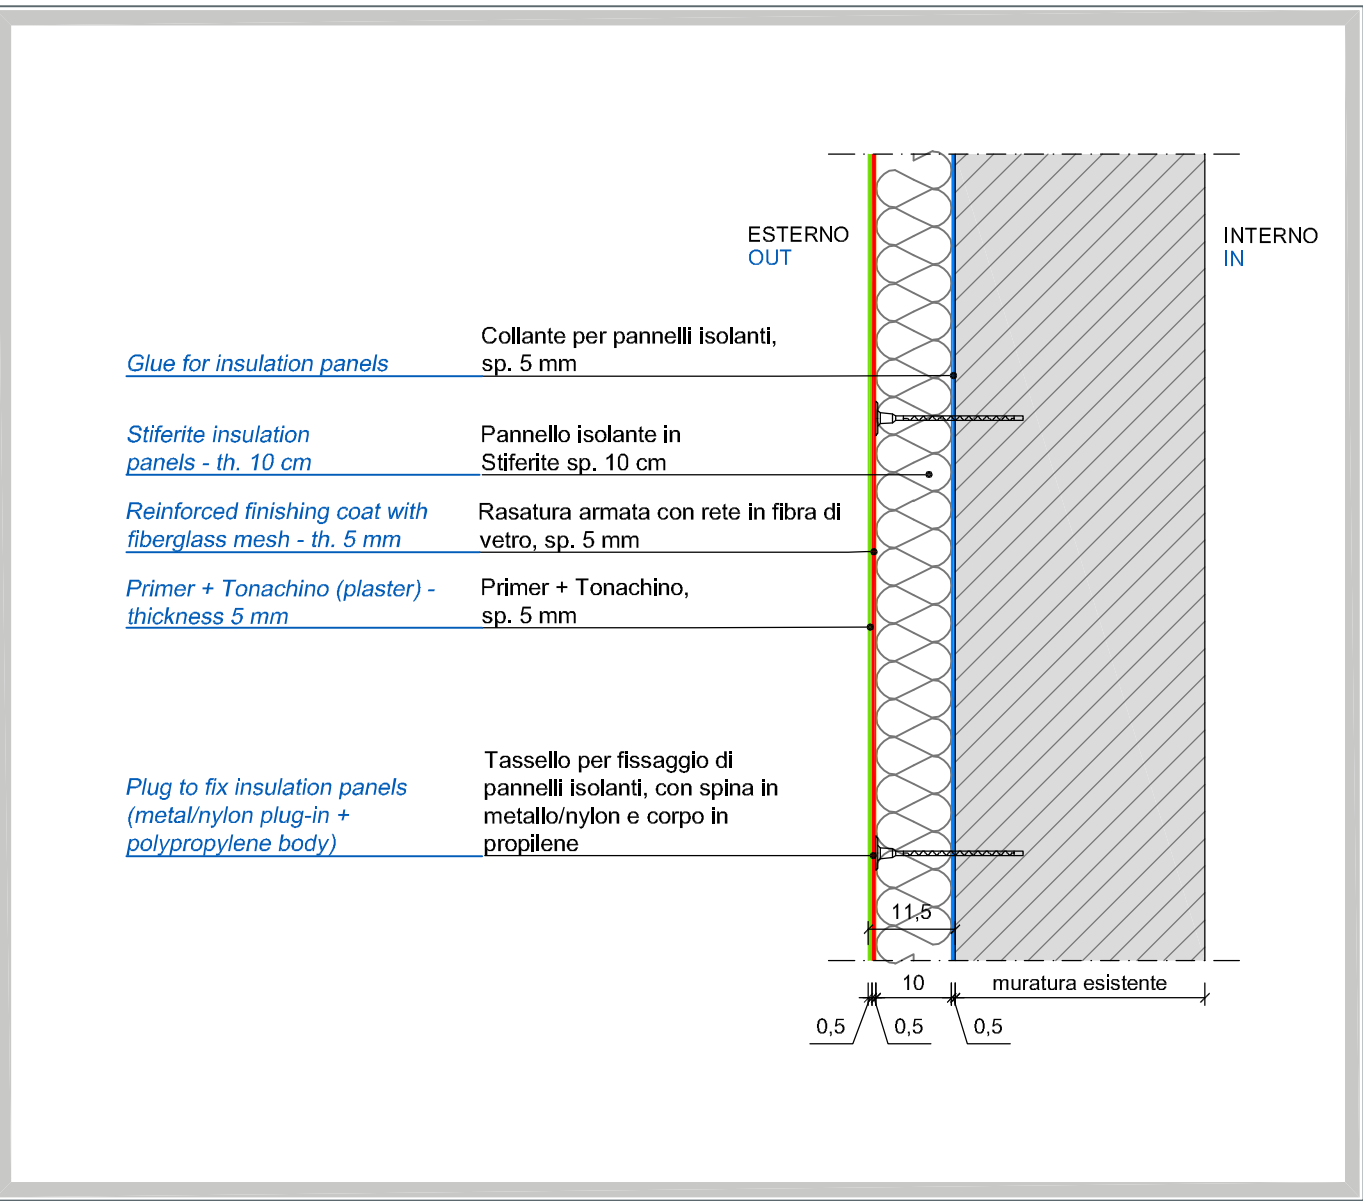 ESTERNO
OUT
INTERNO
IN
Glue for insulation panels
Collante per pannelli isolanti,
sp. 5 mm
Stiferite insulation
panels - th. 10 cm
Pannello isolante in
Stiferite sp. 10 cm
Reinforced finishing coat with
fiberglass mesh - th. 5 mm
Rasatura armata con rete in fibra di
vetro, sp. 5 mm
Primer + Tonachino (plaster) -
thickness 5 mm
Primer + Tonachino,
sp. 5 mm
Plug to fix insulation panels
(metal/nylon plug-in +
polypropylene body)
Tassello per fissaggio di
pannelli isolanti, con spina in
metallo/nylon e corpo in
propilene
11,5
10
muratura esistente
0,5
0,5
0,5